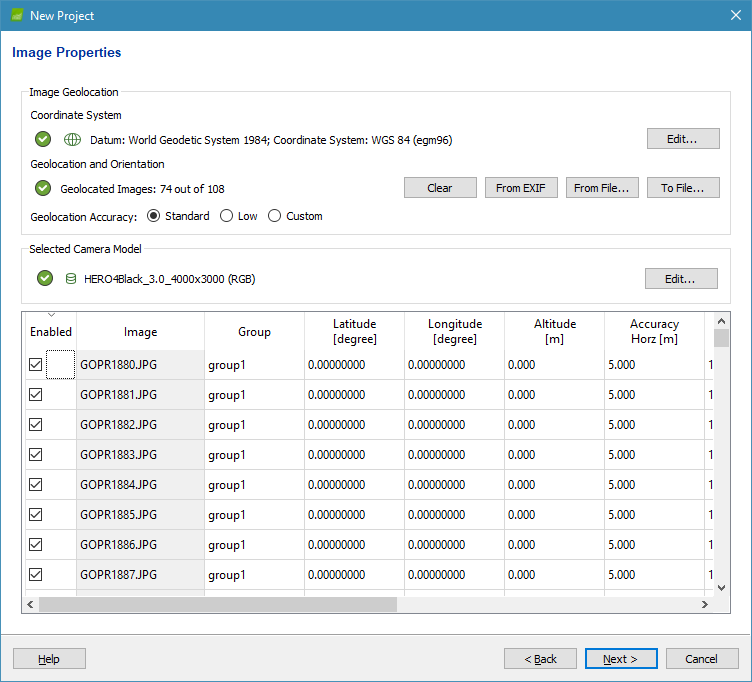 New Project
Image Properties
Image Geolocation
Coordinate System
Datum: World Geodetic System 1984; Coordinate System: WGS 84 (egm96)
Edit...
Geolocation and Orientation
Geolocated Images: 74 out of 108
Clear
From EXIF
From File...
To File...
Geolocation Accuracy: Standard Low Custom
Selected Camera Model
HERO4Black_3.0_4000x3000 (RGB)
Edit...
Enabled Image Group Latitude [degree] Longitude [degree] Altitude [m] Accuracy Horz [m]
GOPR1880.JPG group1 0.00000000 0.00000000 0.000 5.000 1
GOPR1881.JPG group1 0.00000000 0.00000000 0.000 5.000 1
GOPR1882.JPG group1 0.00000000 0.00000000 0.000 5.000 1
GOPR1883.JPG group1 0.00000000 0.00000000 0.000 5.000 1
GOPR1884.JPG group1 0.00000000 0.00000000 0.000 5.000 1
GOPR1885.JPG group1 0.00000000 0.00000000 0.000 5.000 1
GOPR1886.JPG group1 0.00000000 0.00000000 0.000 5.000 1
GOPR1887.JPG group1 0.00000000 0.00000000 0.000 5.000 1
Help
< Back
Next >
Cancel